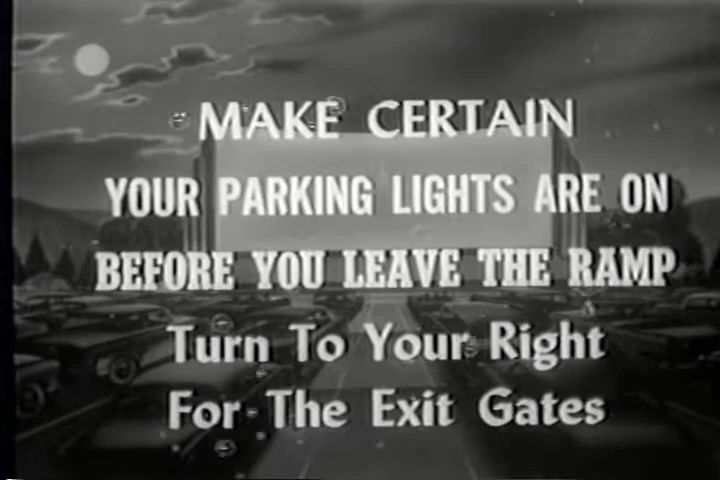 MAKE CERTAIN
YOUR PARKING LIGHTS ARE ON
BEFORE YOU LEAVE THE RAMP
Turn To Your Right
For The Exit Gates